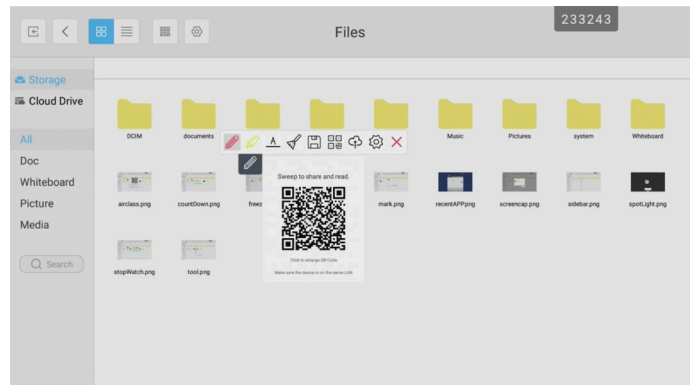 Files
233243
Storage
Cloud Drive
All
Doc
Whiteboard
Picture
Media
Search
DCIM
documents
Music
Pictures
system
Whiteboard
A
Sweep to share and read.
Click to enlarge QR Code
Make sure the device is on the same LAN
airclass.png
countDown.png
mark.png
recentAPP.png
screencap.png
sidebar.png
spotLight.png
stopWatch.png
tool.png